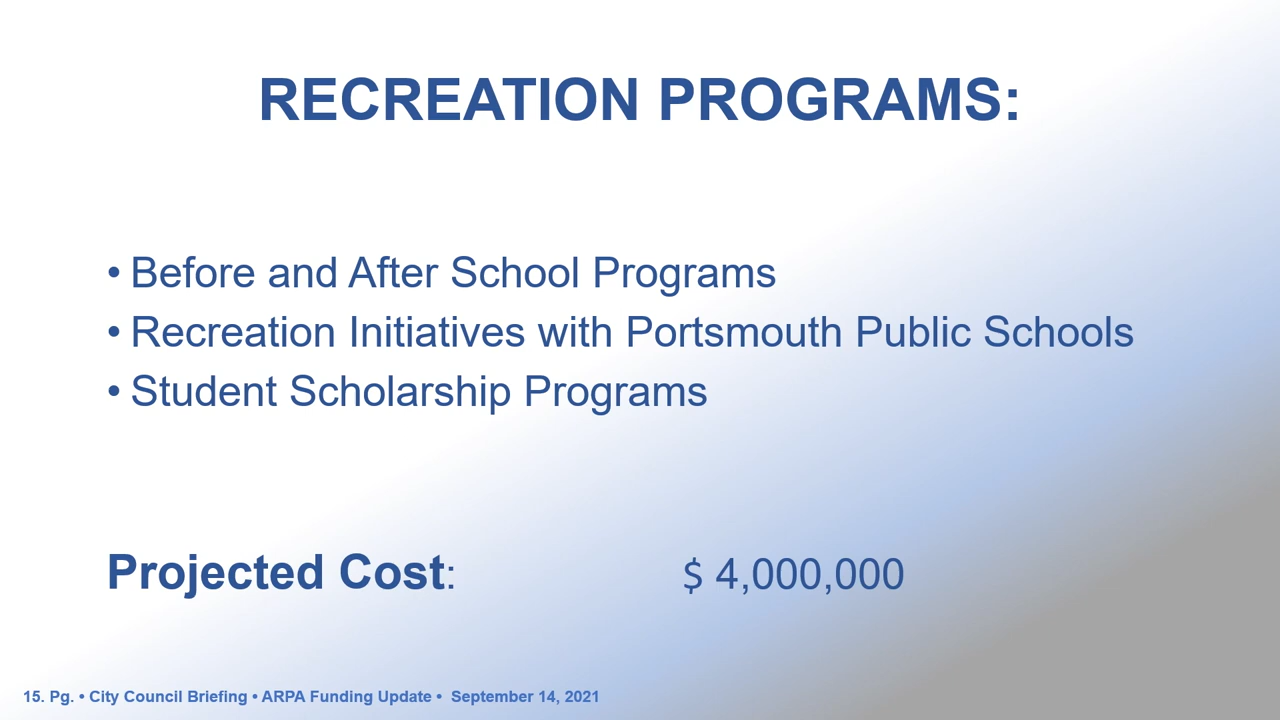 RECREATION PROGRAMS:
• Before and After School Programs
• Recreation Initiatives with Portsmouth Public Schools
• Student Scholarship Programs
Projected Cost: $ 4,000,000
15. Pg. • City Council Briefing • ARPA Funding Update • September 14, 2021